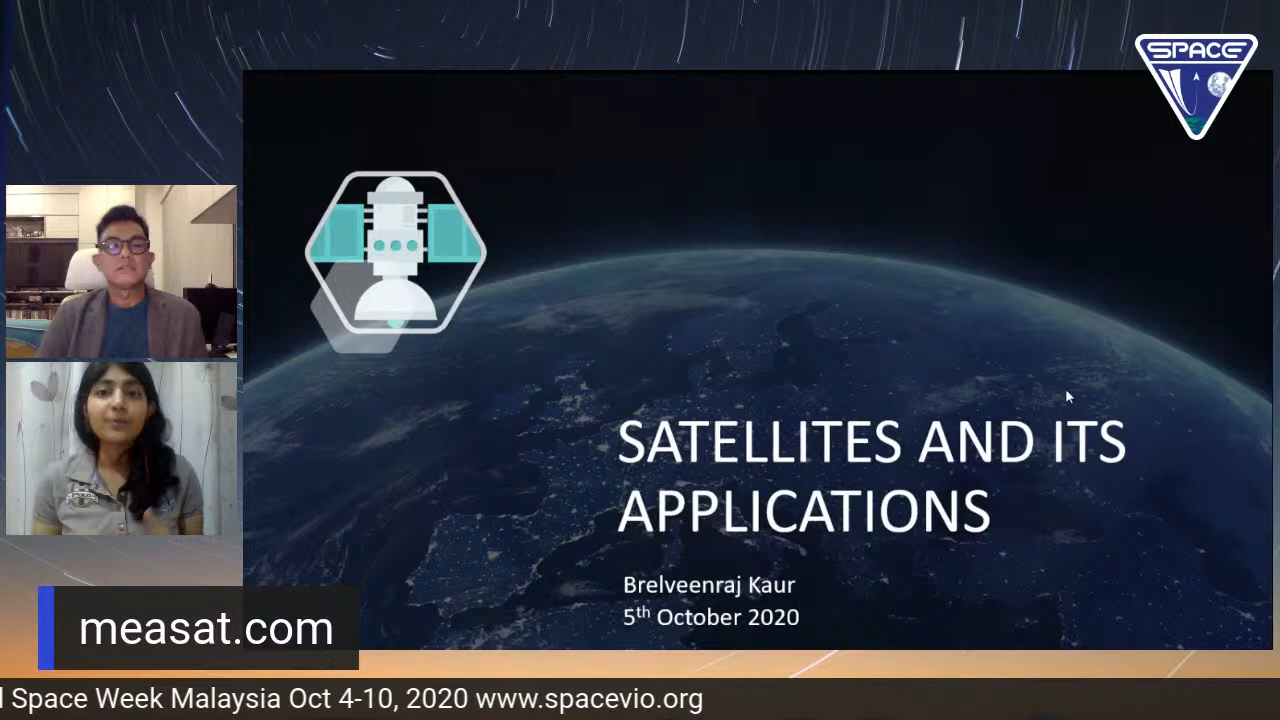 SPACE
SATELLITES AND ITS
APPLICATIONS
Brelveenraj Kaur
5th October 2020
measat.com
Space Week Malaysia Oct 4-10, 2020 www.spacevio.org